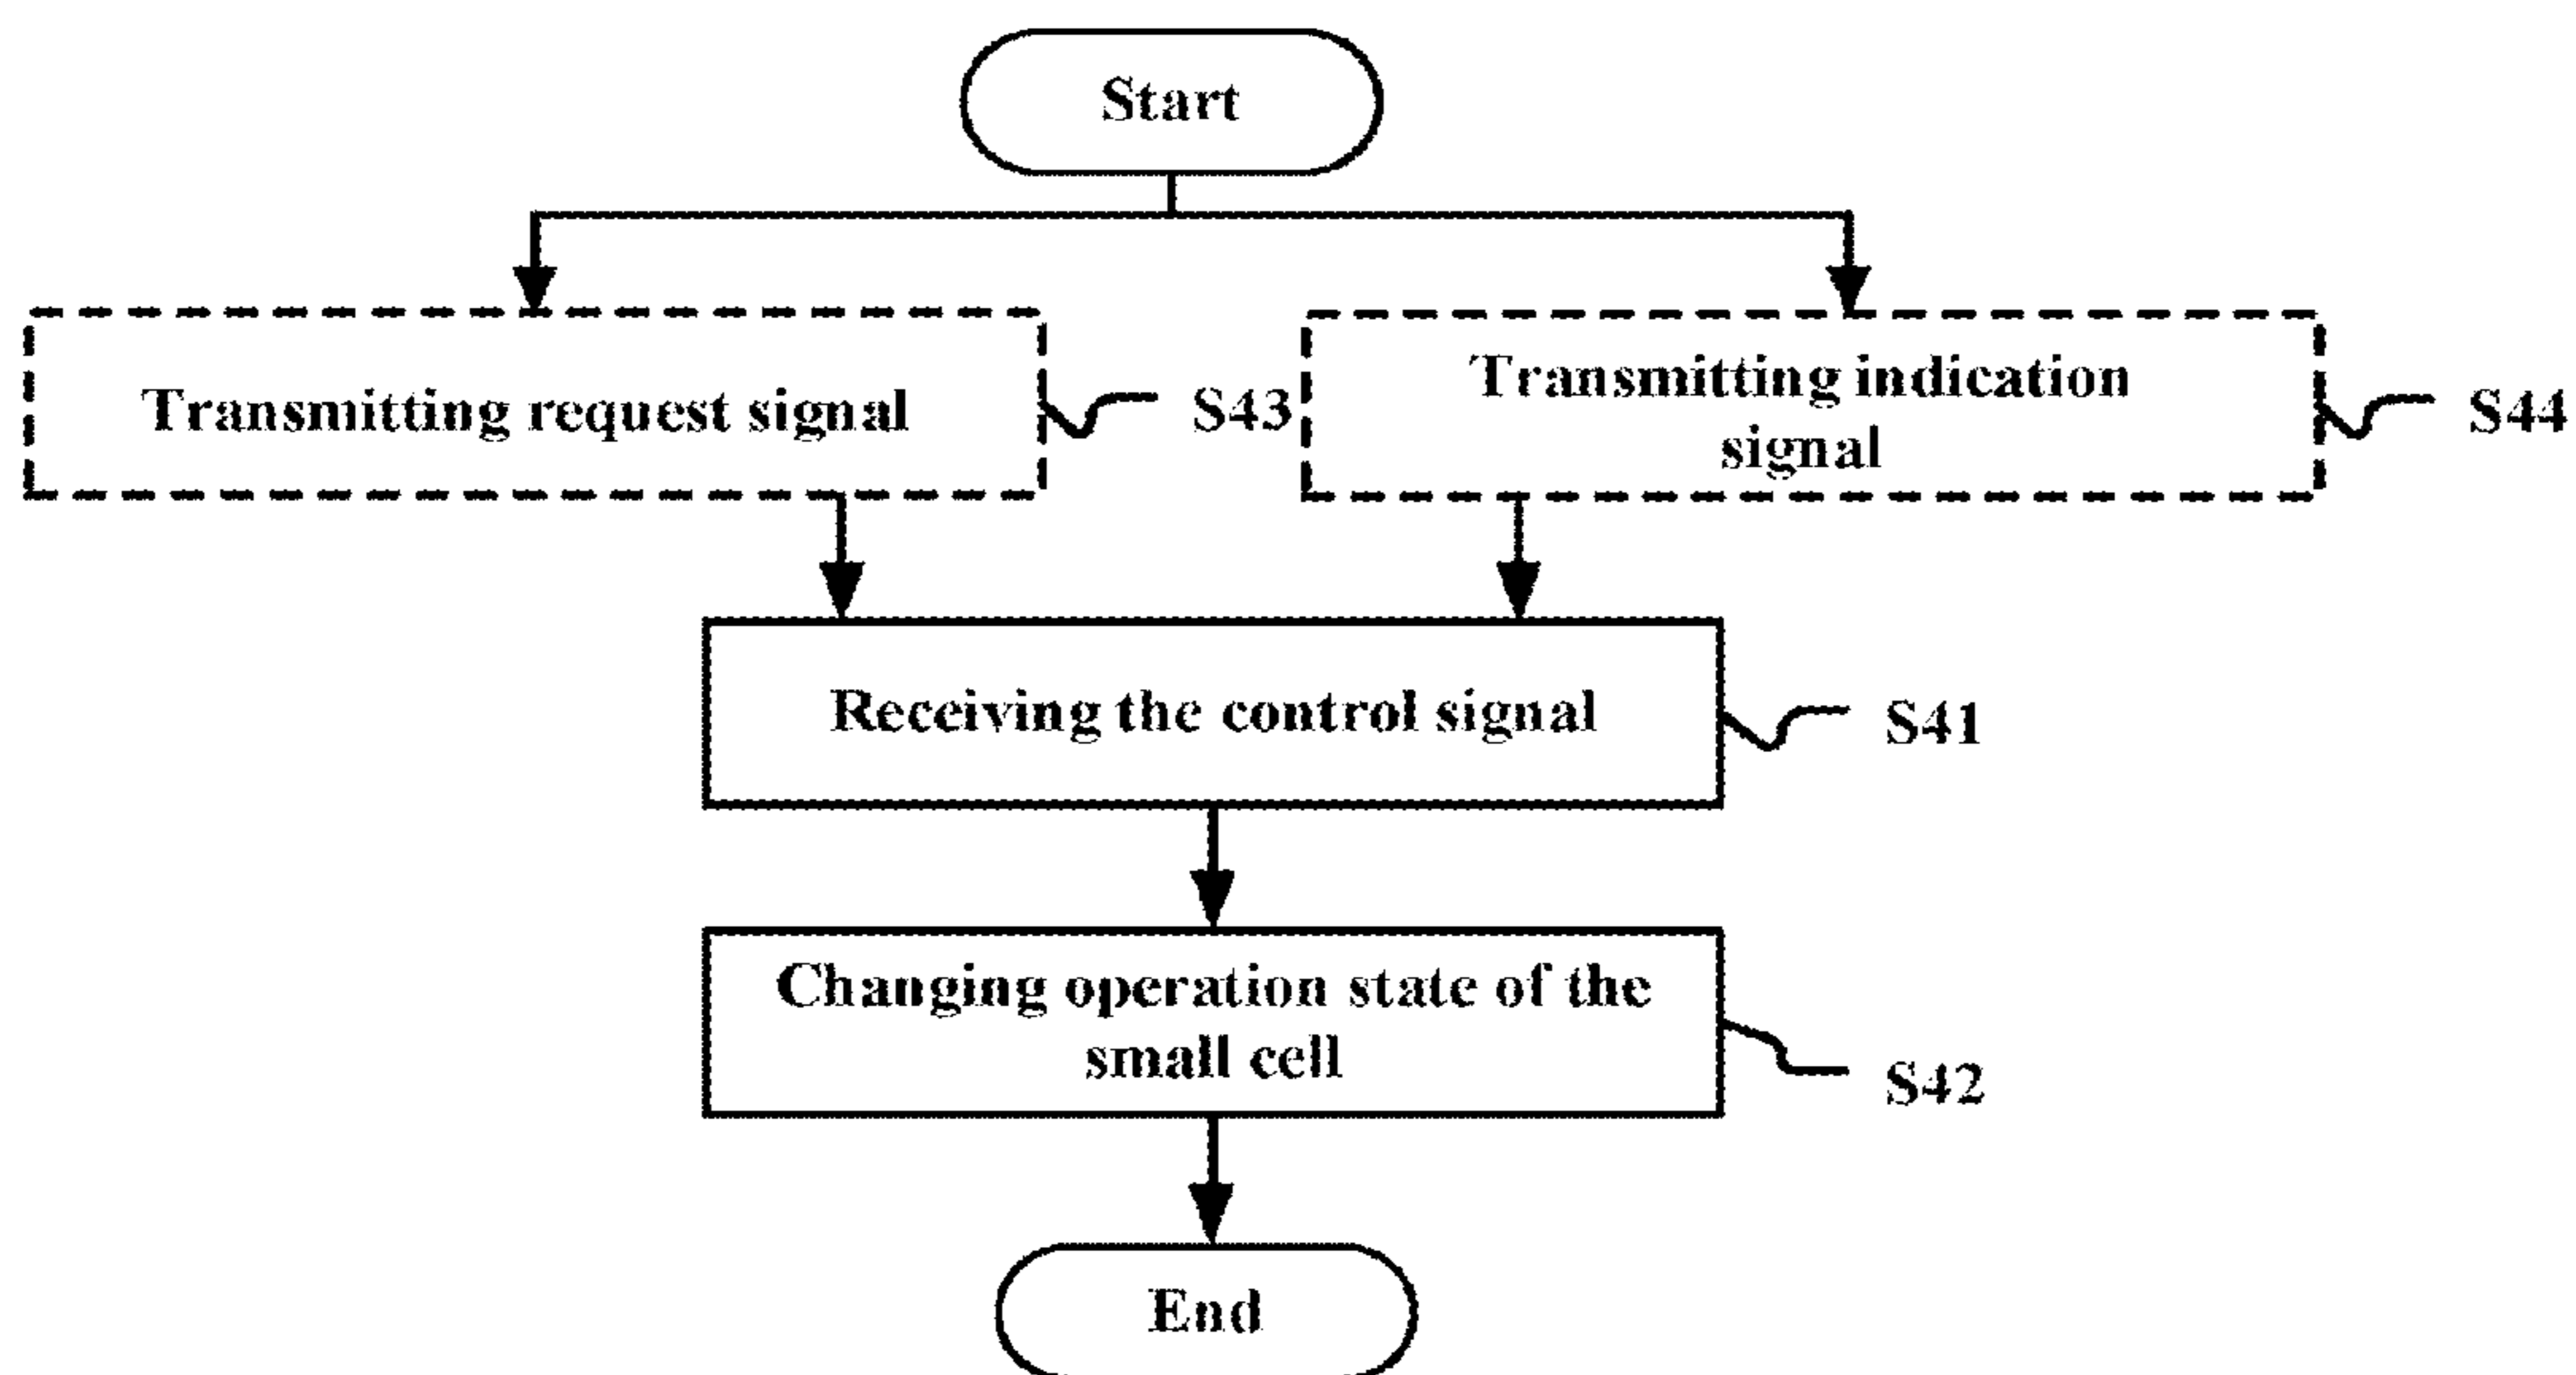 Start
Transmitting request signal
S43
Transmitting indication
signal
S44
Receiving the control signal
S41
Changing operation state of the
small cell
S42
End